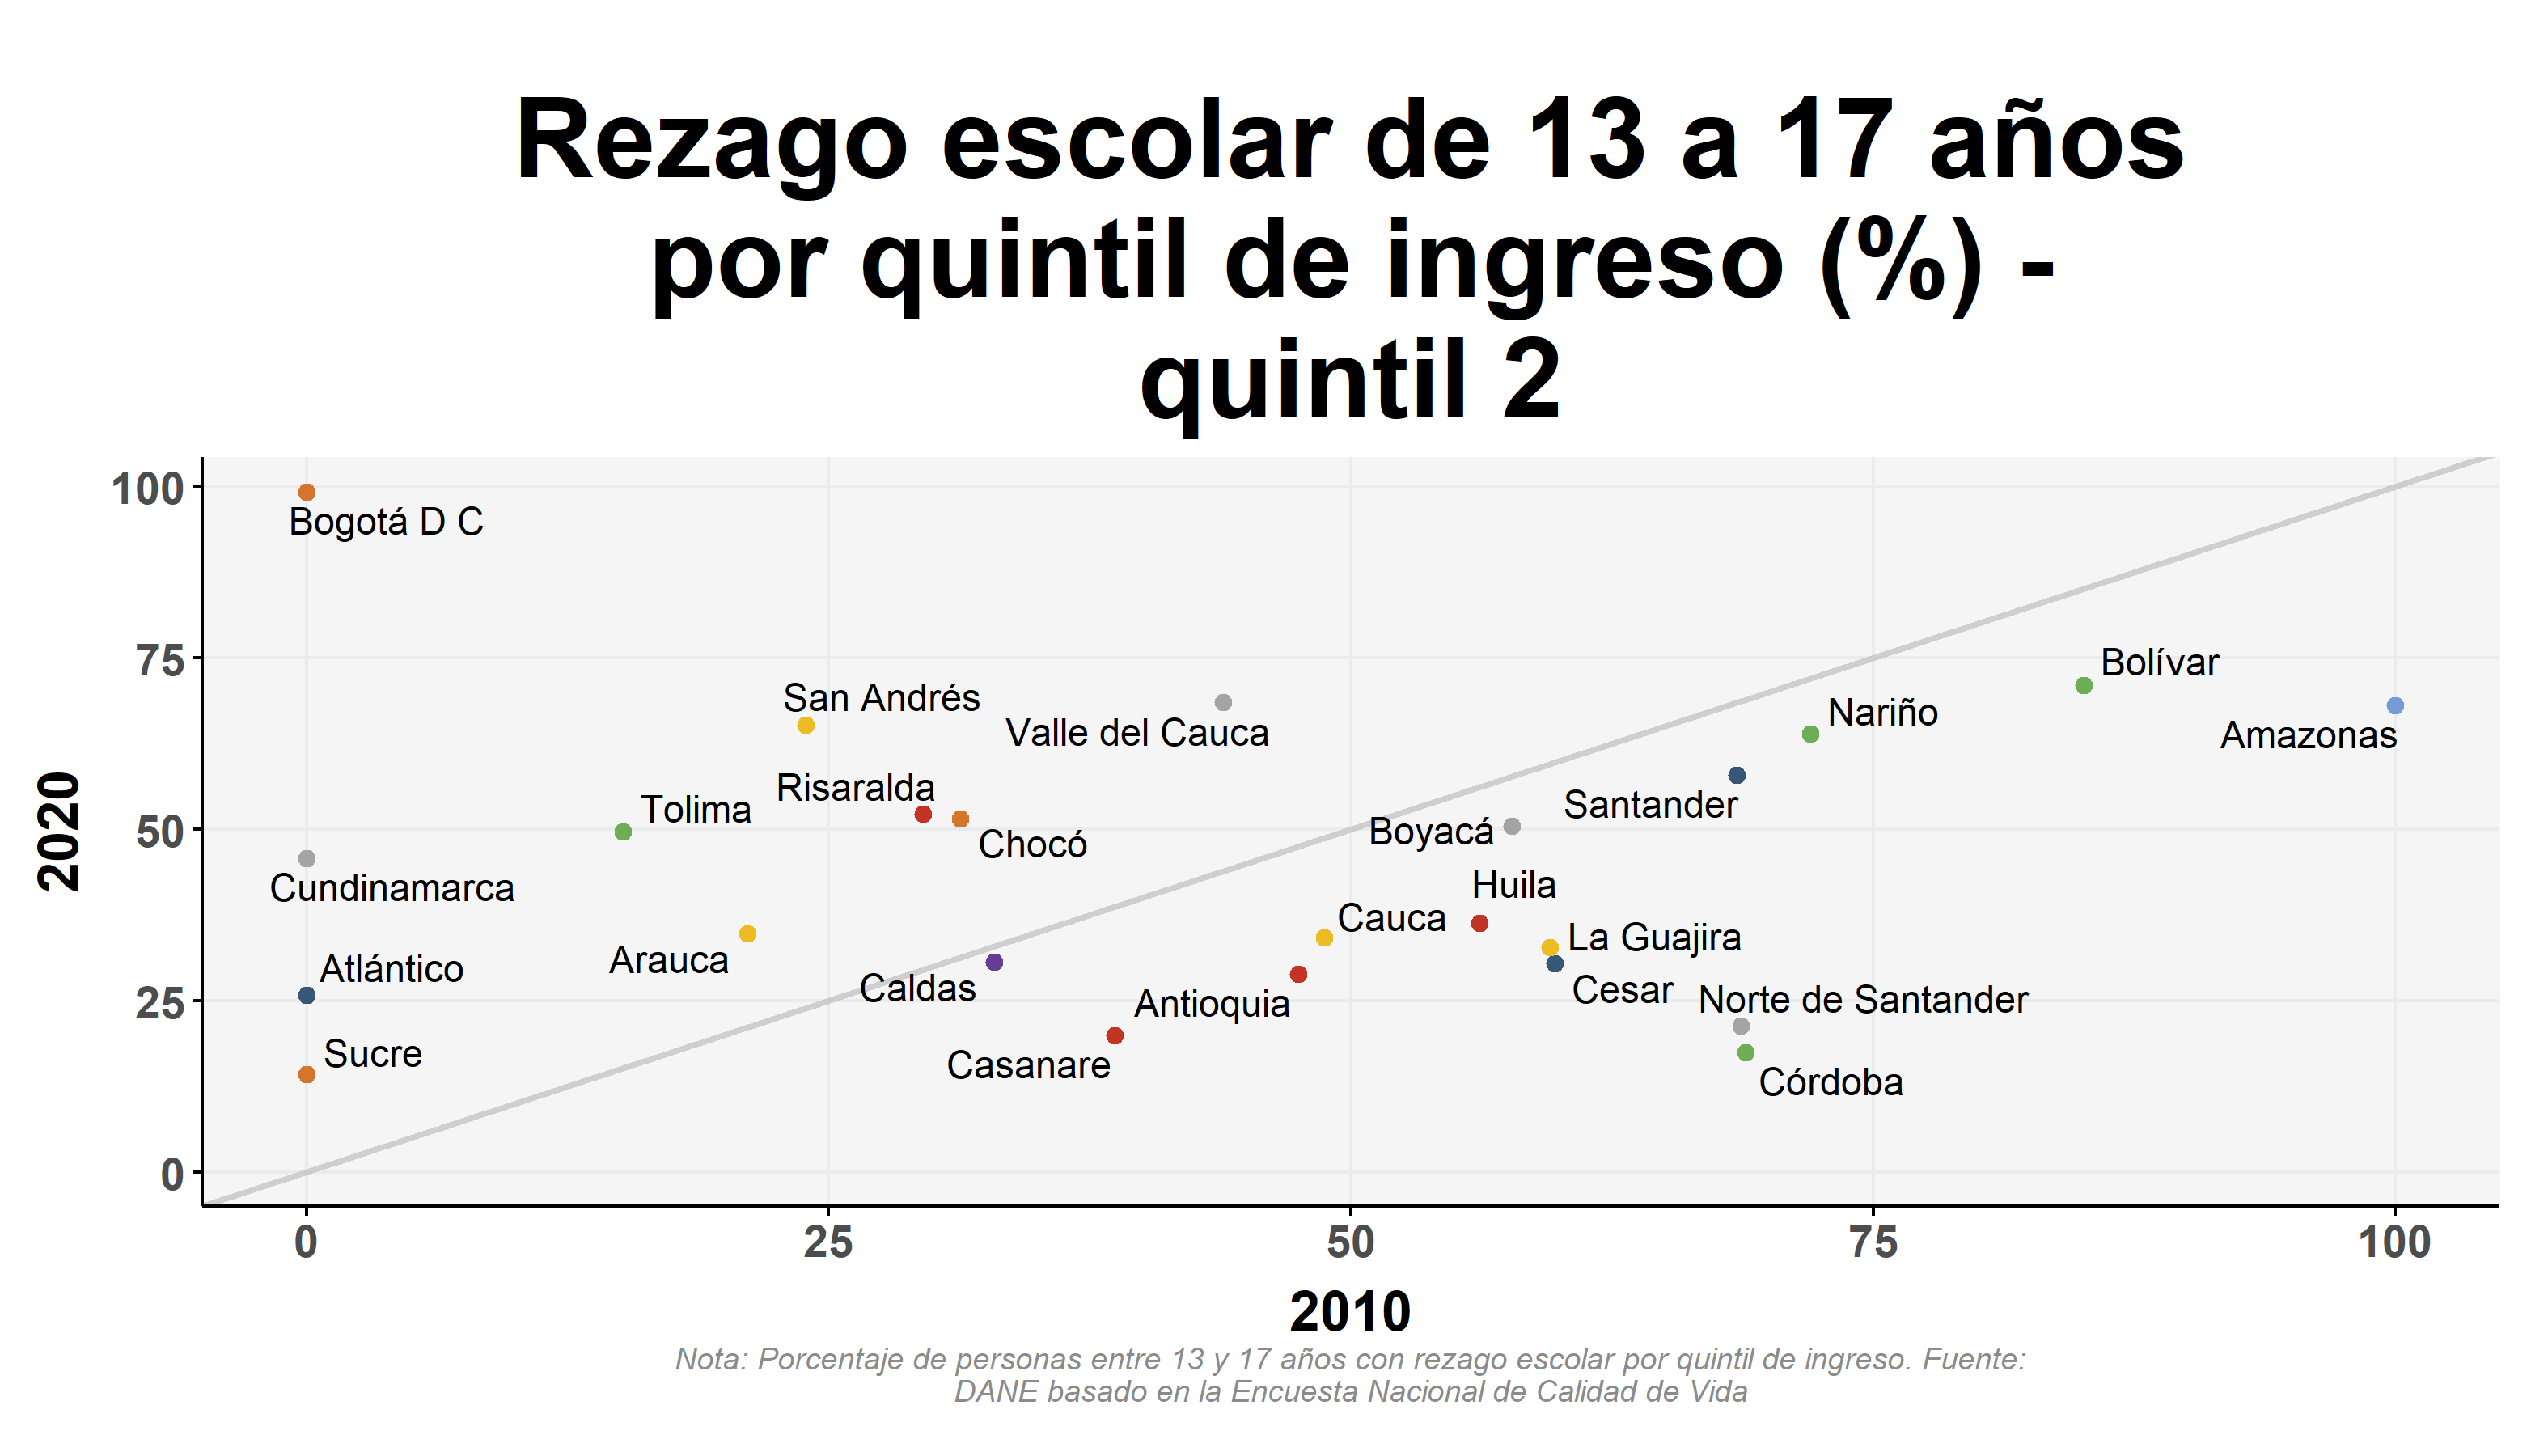 Rezago escolar de 13 a 17 años
por quintil de ingreso (%) -
quintil 2
100
Bogotá D C
75
Bolívar
San Andrés
Nariño
Valle del Cauca
Amazonas
Risaralda
Santander
Tolima
50
Boyacá
Chocó
2020
Huila
Cundinamarca
Cauca
La Guajira
Arauca
Atlántico
Caldas
Cesar
Norte de Santander
25
Antioquia
Sucre
Casanare
Córdoba
0
0 25 50 75 100
2010
Nota: Porcentaje de personas entre 13 y 17 años con rezago escolar por quintil de ingreso. Fuente:
DANE basado en la Encuesta Nacional de Calidad de Vida